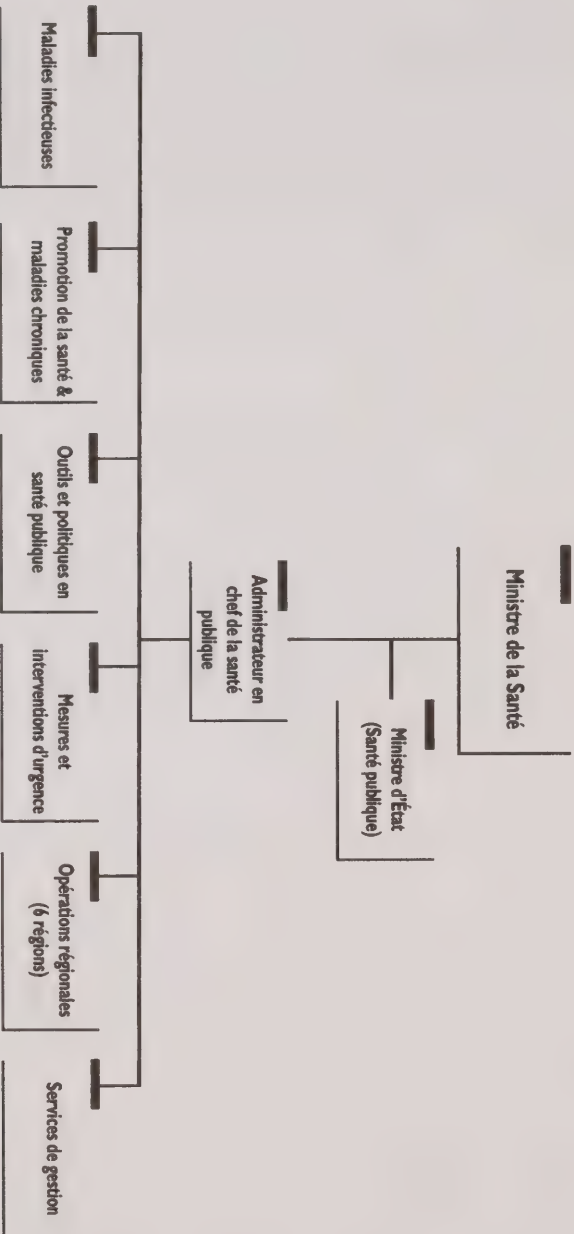 Ministre de la Santé
Ministre d'État
(Santé publique)
Administrateur en
chef de la santé
publique
Maladies infectieuses
Promotion de la santé &
maladies chroniques
Outils et politiques en
santé publique
Mesures et
interventions d'urgence
Opérations régionales
(6 régions)
Services de gestion